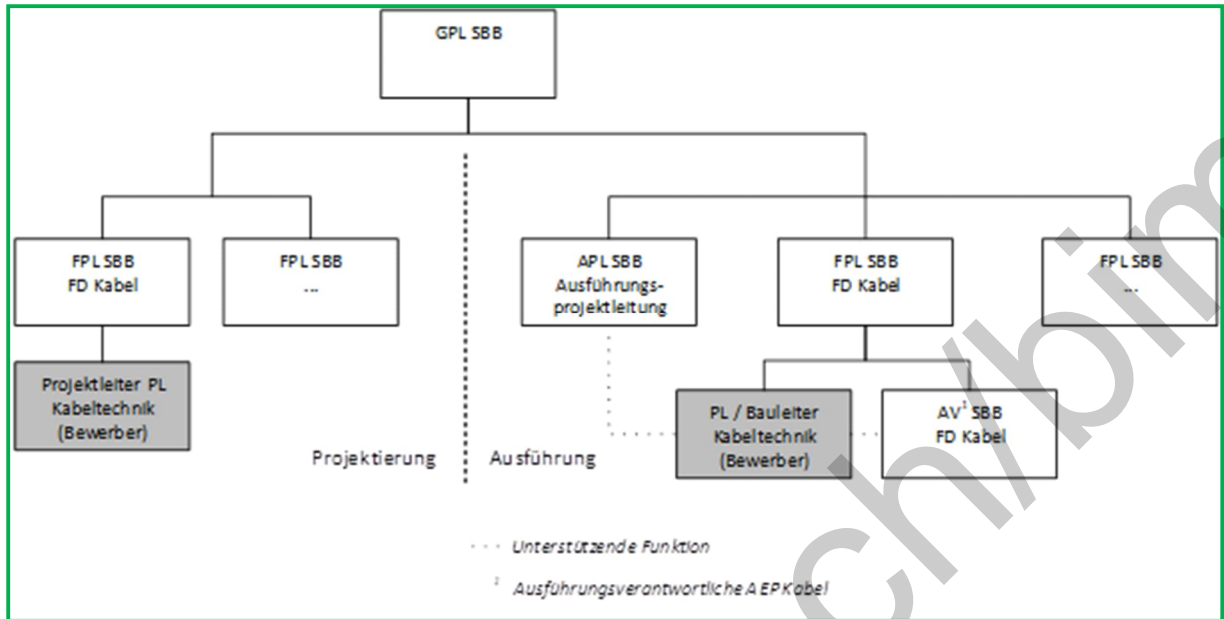 GPL SBB
FPL SBB
FD Kabel
FPL SBB
...
APL SBB
Ausführungs-
projektleitung
FPL SBB
FD Kabel
FPL SBB
...
Projektleiter PL
Kabeltechnik
(Bewerber)
PL / Bauleiter
Kabeltechnik
(Bewerber)
AV¹ SBB
FD Kabel
Projektierung
Ausführung
Unterstützende Funktion
¹ Ausführungsverantwortliche AEP Kabel
ch/bim